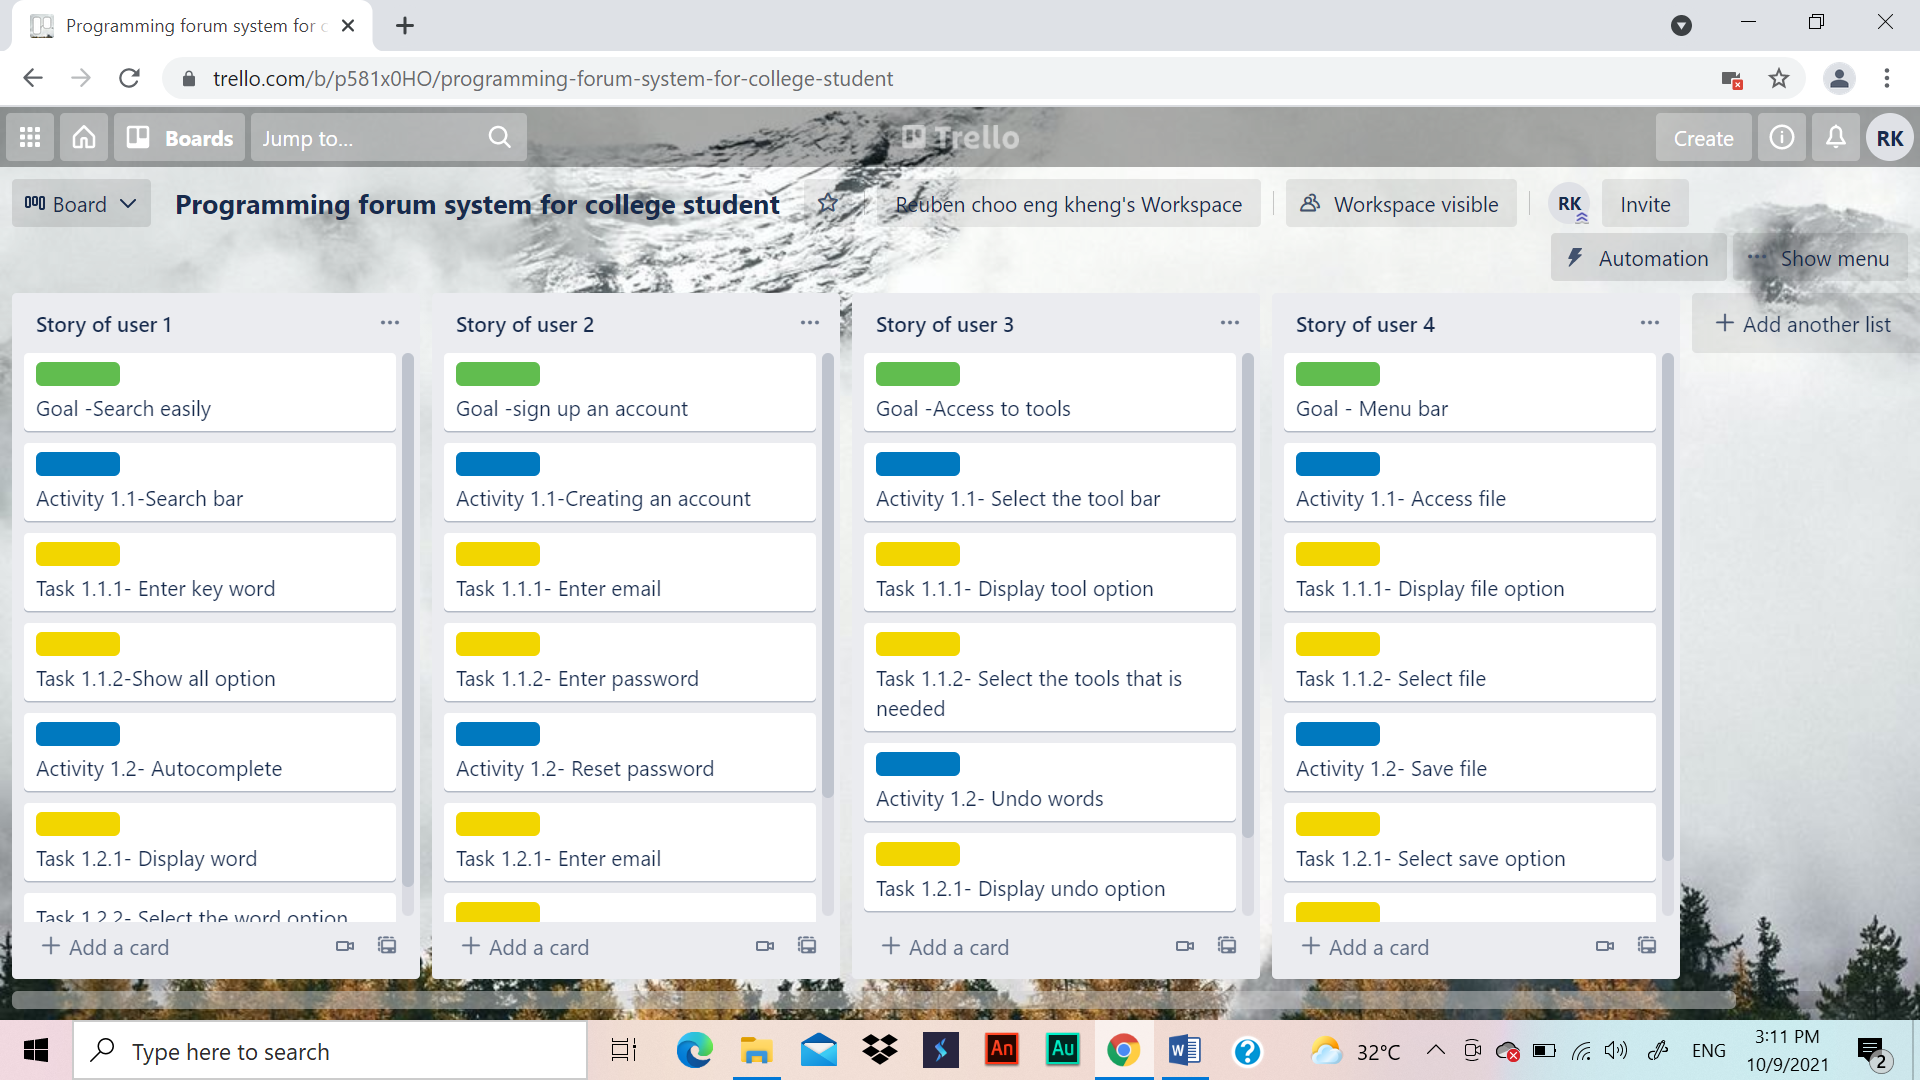 Programming forum system for c
trello.com/b/p581x0HO/programming-forum-system-for-college-student
Boards
Jump to...
Trello
Create
RK
Board
Programming forum system for college student
Reuben choo eng kheng's Workspace
Workspace visible
RK
Invite
Automation
Show menu
Story of user 1
Goal -Search easily
Activity 1.1-Search bar
Task 1.1.1- Enter key word
Task 1.1.2-Show all option
Activity 1.2- Autocomplete
Task 1.2.1- Display word
Task 1.2.2- Select the word option
Add a card
Story of user 2
Goal -sign up an account
Activity 1.1-Creating an account
Task 1.1.1- Enter email
Task 1.1.2- Enter password
Activity 1.2- Reset password
Task 1.2.1- Enter email
Add a card
Story of user 3
Goal -Access to tools
Activity 1.1- Select the tool bar
Task 1.1.1- Display tool option
Task 1.1.2- Select the tools that is
needed
Activity 1.2- Undo words
Task 1.2.1- Display undo option
Add a card
Story of user 4
Goal - Menu bar
Activity 1.1- Access file
Task 1.1.1- Display file option
Task 1.1.2- Select file
Activity 1.2- Save file
Task 1.2.1- Select save option
Add a card
Add another list
Type here to search
An
Au
32°C
ENG
3:11 PM
10/9/2021
2